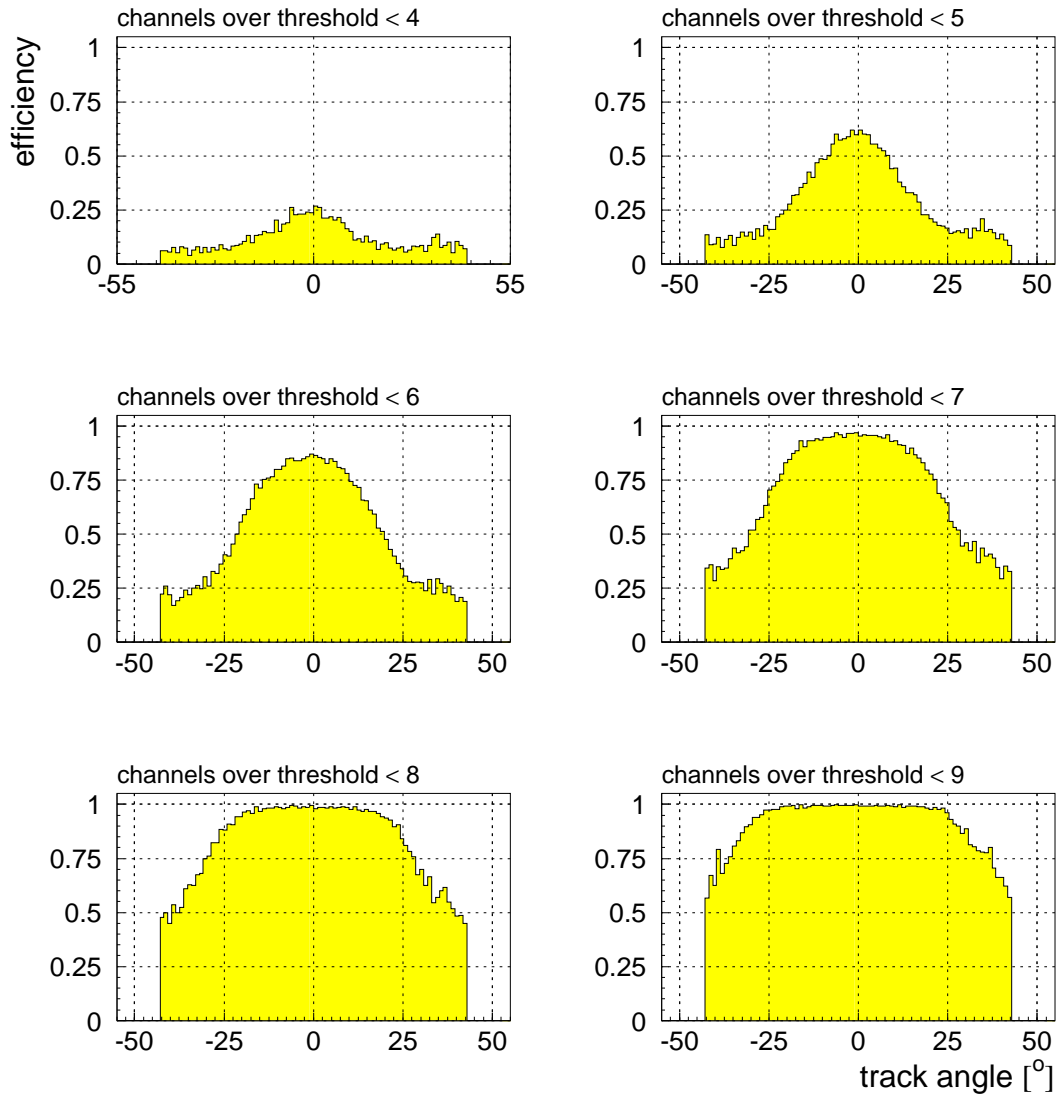 channels over threshold < 4
channels over threshold < 5
efficiency
1
0.75
0.5
0.25
0
-55 0 55
1
0.75
0.5
0.25
0
-50 -25 0 25 50
channels over threshold < 6
channels over threshold < 7
1
0.75
0.5
0.25
0
-50 -25 0 25 50
1
0.75
0.5
0.25
0
-50 -25 0 25 50
channels over threshold < 8
channels over threshold < 9
1
0.75
0.5
0.25
0
-50 -25 0 25 50
1
0.75
0.5
0.25
0
-50 -25 0 25 50
track angle [°]